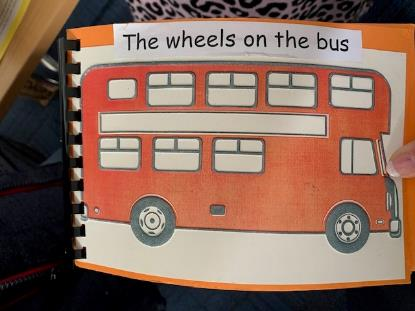 The wheels on the bus